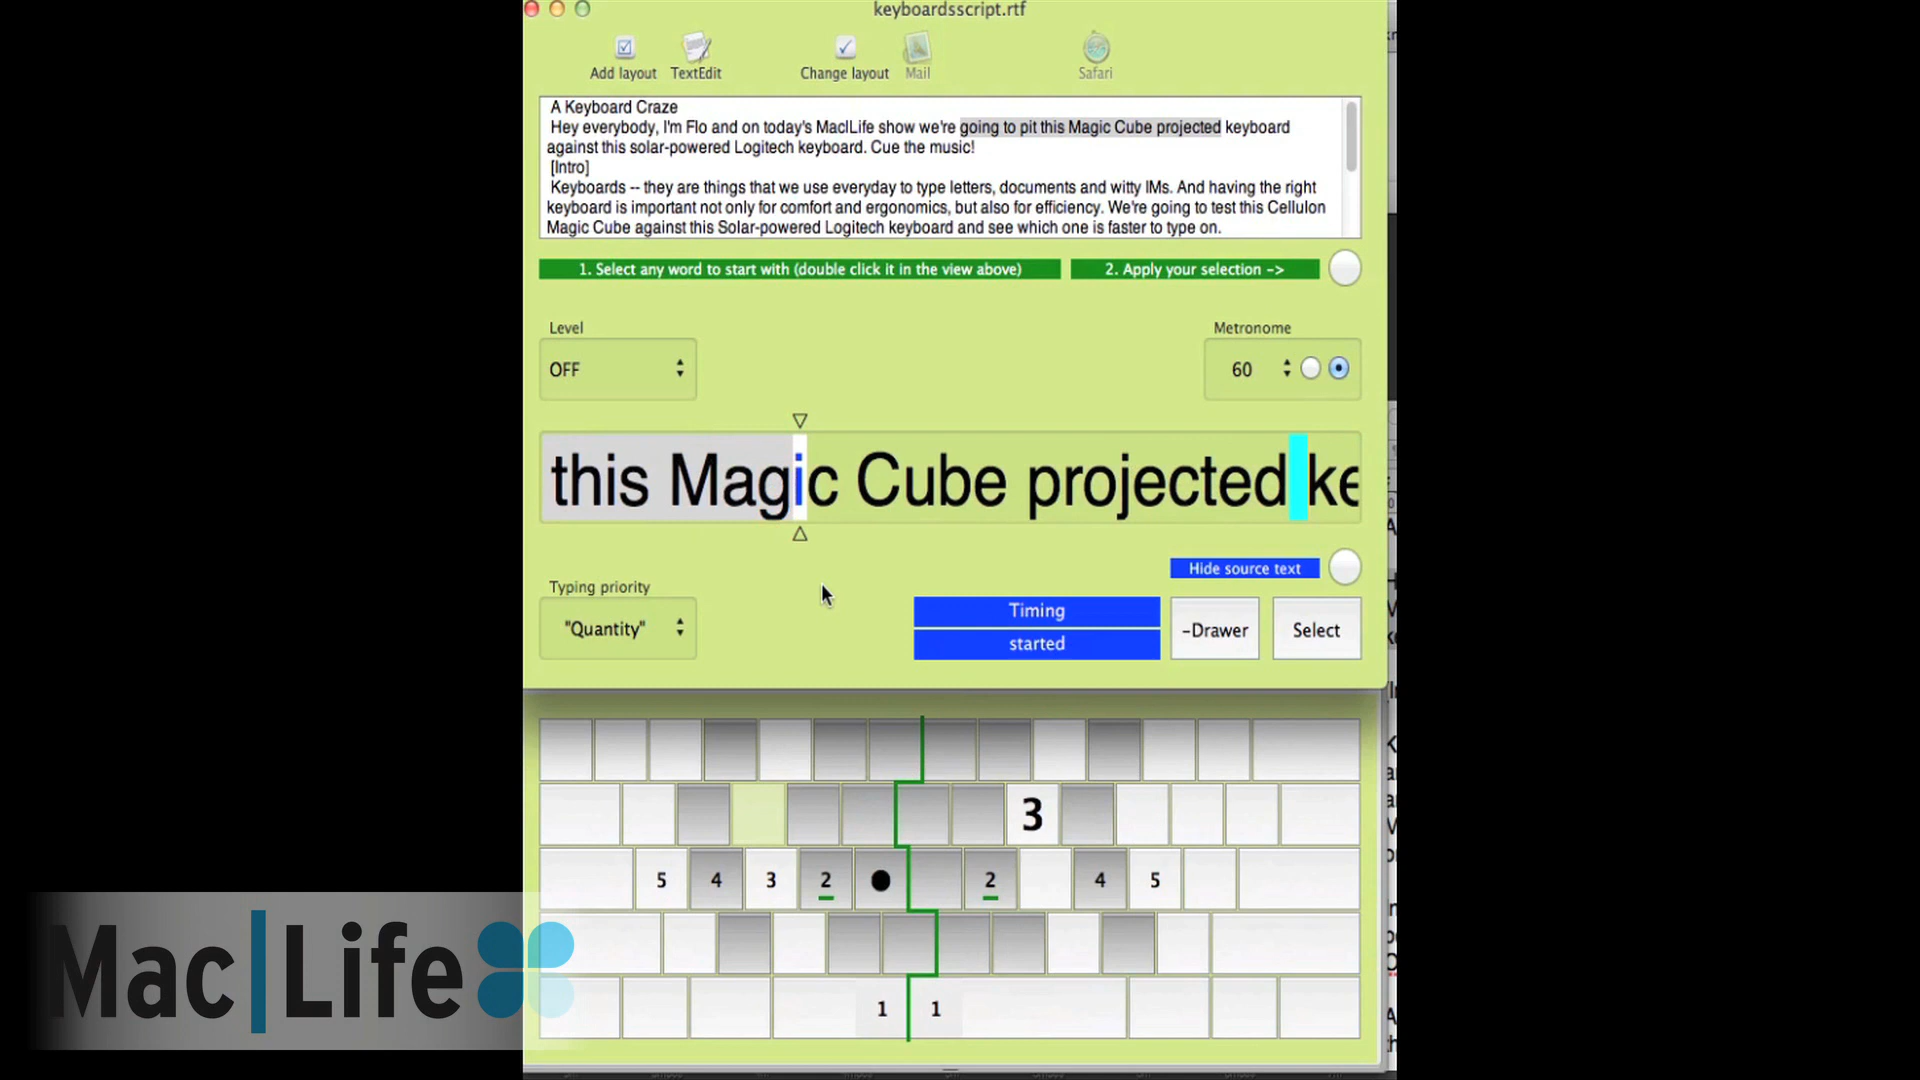 keyboardsscript.rtf
Add layout TextEdit Change layout Mail Safari
A Keyboard Craze
Hey everybody, I'm Flo and on today's Mac|Life show we're going to pit this Magic Cube projected keyboard
against this solar-powered Logitech keyboard. Cue the music!
[Intro]
Keyboards -- they are things that we use everyday to type letters, documents and witty IMs. And having the right
keyboard is important not only for comfort and ergonomics, but also for efficiency. We're going to test this Cellulon
Magic Cube against this Solar-powered Logitech keyboard and see which one is faster to type on.
1. Select any word to start with (double click it in the view above) 2. Apply your selection ->
Level Metronome
OFF 60
this Magic Cube projected ke
Hide source text
Typing priority
"Quantity" Timing started -Drawer Select
3
5 4 3 2 2 4 5
1 1
Mac|Life